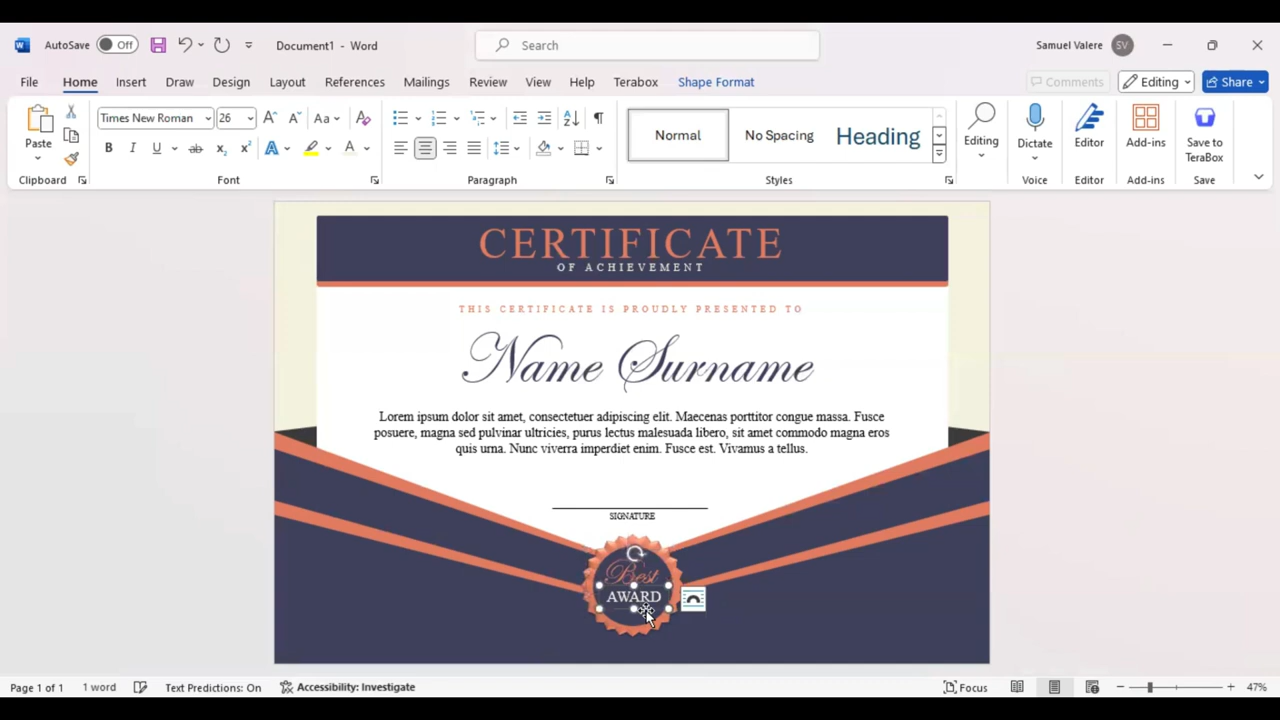 AutoSave Off Document1 - Word Search Samuel Valere SV
File Home Insert Draw Design Layout References Mailings Review View Help Terabox Shape Format Comments Editing Share
Times New Roman 26 Aa
Paste B I U ab x₂ x² A A Normal No Spacing Heading Editing Dictate Editor Add-ins Save to TeraBox
Clipboard Font Paragraph Styles Voice Editor Add-ins Save
CERTIFICATE
OF ACHIEVEMENT
THIS CERTIFICATE IS PROUDLY PRESENTED TO
Name Surname
Lorem ipsum dolor sit amet, consectetuer adipiscing elit. Maecenas porttitor congue massa. Fusce
posuere, magna sed pulvinar ultricies, purus lectus malesuada libero, sit amet commodo magna eros
quis urna. Nunc viverra imperdiet enim. Fusce est. Vivamus a tellus.
SIGNATURE
Best
AWARD
Page 1 of 1 1 word Text Predictions: On Accessibility: Investigate Focus 47%